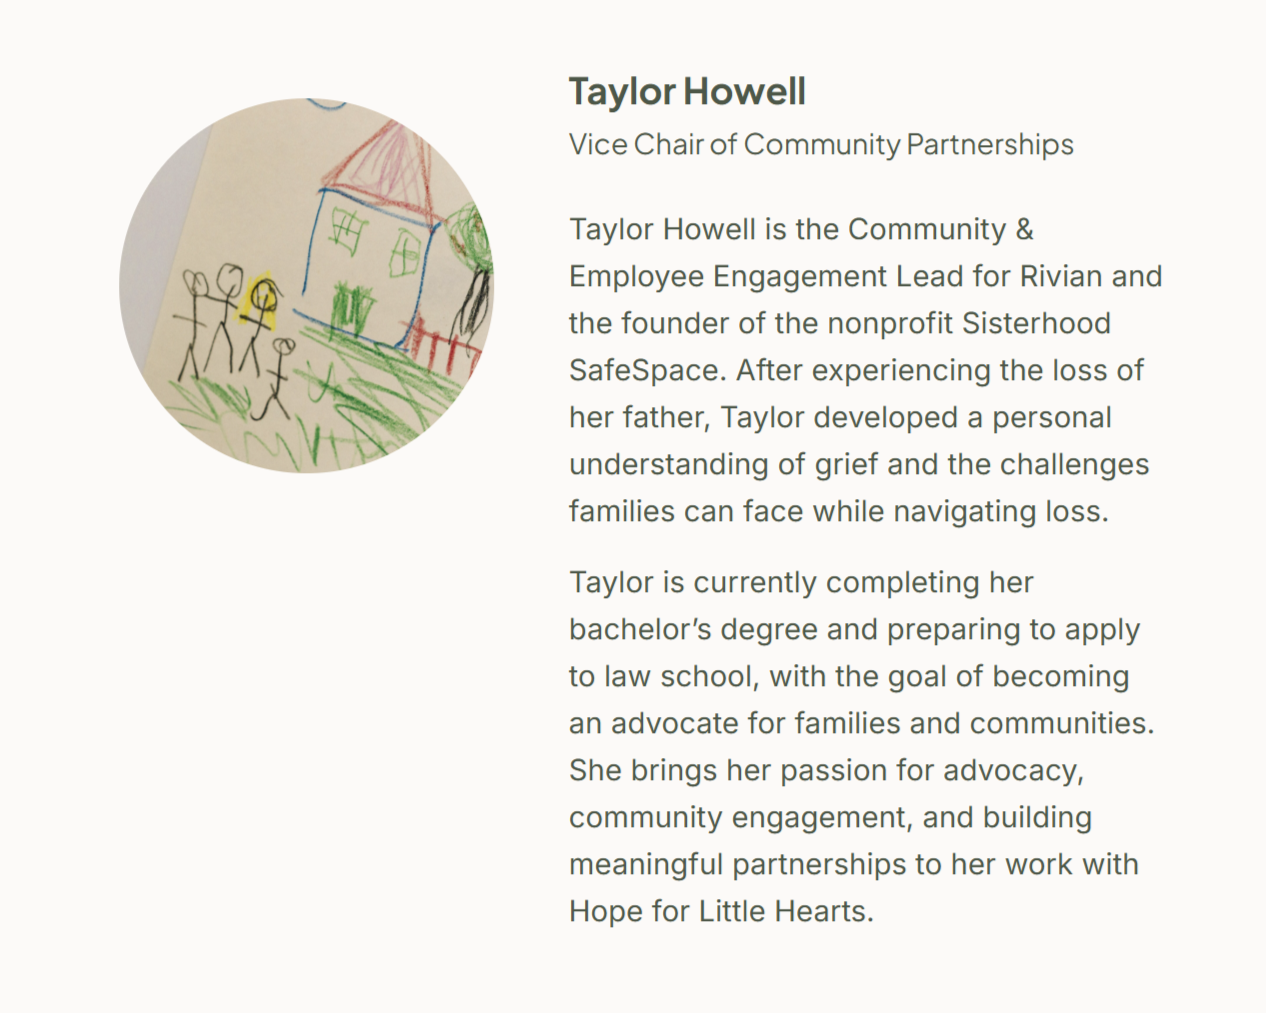 Taylor Howell
Vice Chair of Community Partnerships
Taylor Howell is the Community &
Employee Engagement Lead for Rivian and
the founder of the nonprofit Sisterhood
SafeSpace. After experiencing the loss of
her father, Taylor developed a personal
understanding of grief and the challenges
families can face while navigating loss.
Taylor is currently completing her
bachelor’s degree and preparing to apply
to law school, with the goal of becoming
an advocate for families and communities.
She brings her passion for advocacy,
community engagement, and building
meaningful partnerships to her work with
Hope for Little Hearts.